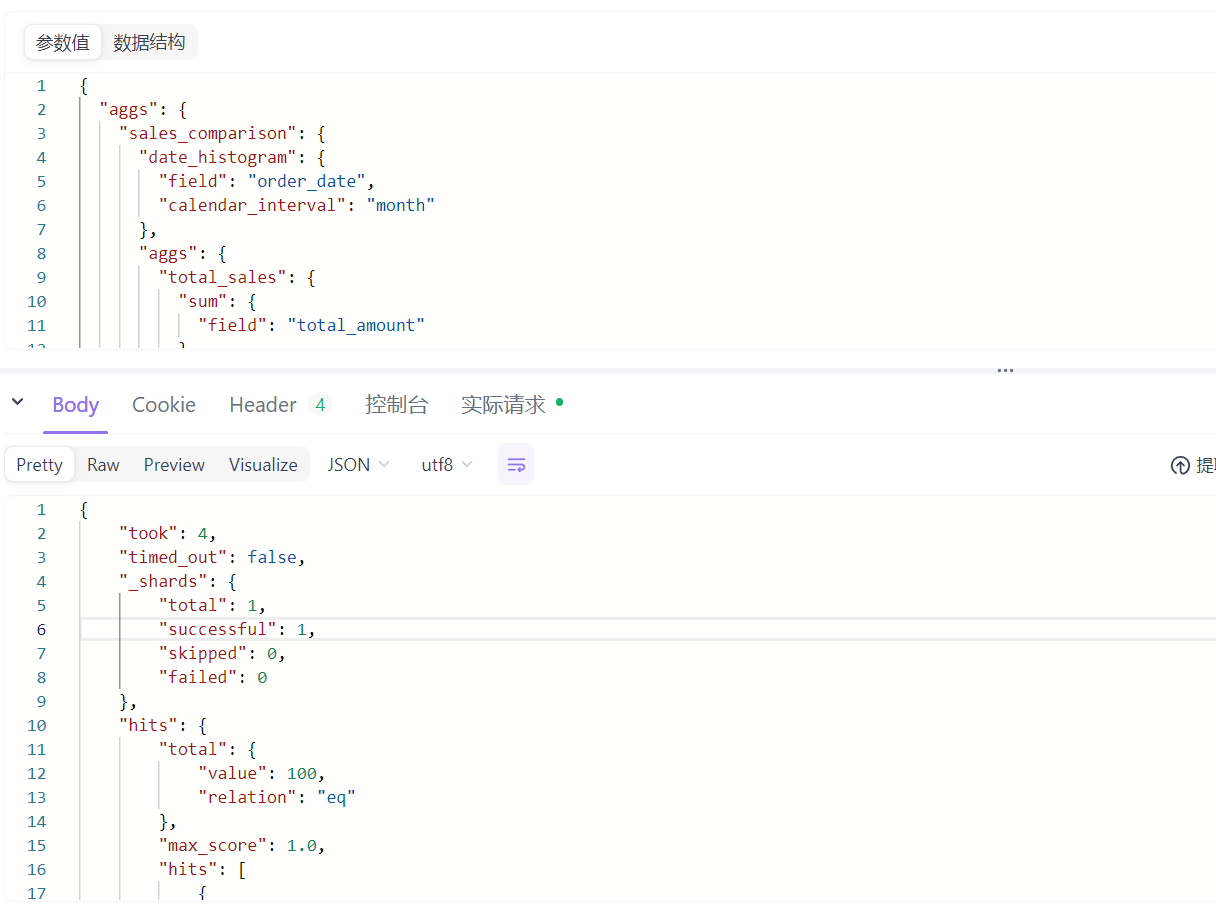 参数值 数据结构
1 {
2 "aggs": {
3 "sales_comparison": {
4 "date_histogram": {
5 "field": "order_date",
6 "calendar_interval": "month"
7 },
8 "aggs": {
9 "total_sales": {
10 "sum": {
11 "field": "total_amount"
Body Cookie Header 4 控制台 实际请求
Pretty Raw Preview Visualize JSON utf8 提
1 {
2 "took": 4,
3 "timed_out": false,
4 "_shards": {
5 "total": 1,
6 "successful": 1,
7 "skipped": 0,
8 "failed": 0
9 },
10 "hits": {
11 "total": {
12 "value": 100,
13 "relation": "eq"
14 },
15 "max_score": 1.0,
16 "hits": [
17 {